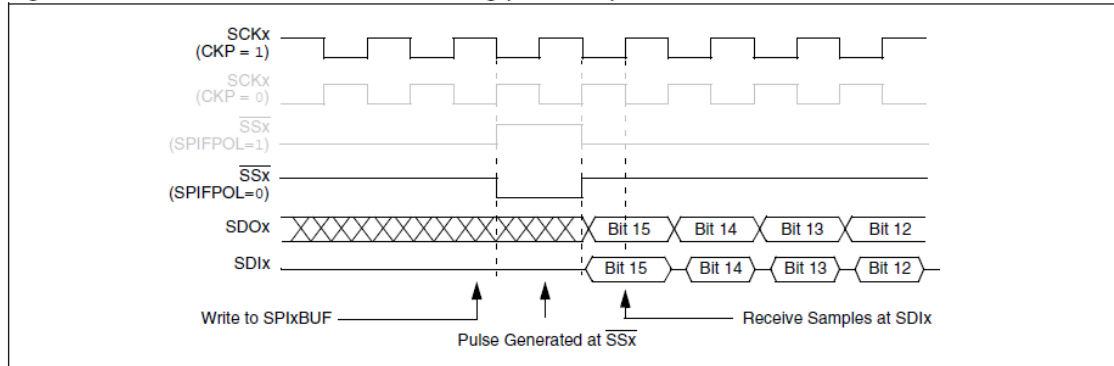 SCKx
(CKP = 1)
SCKx
(CKP = 0)
SSx
(SPIFPOL=1)
SSx
(SPIFPOL=0)
SDOx
Bit 15 Bit 14 Bit 13 Bit 12
SDIx
Bit 15 Bit 14 Bit 13 Bit 12
Write to SPIxBUF
Pulse Generated at SSx
Receive Samples at SDIx